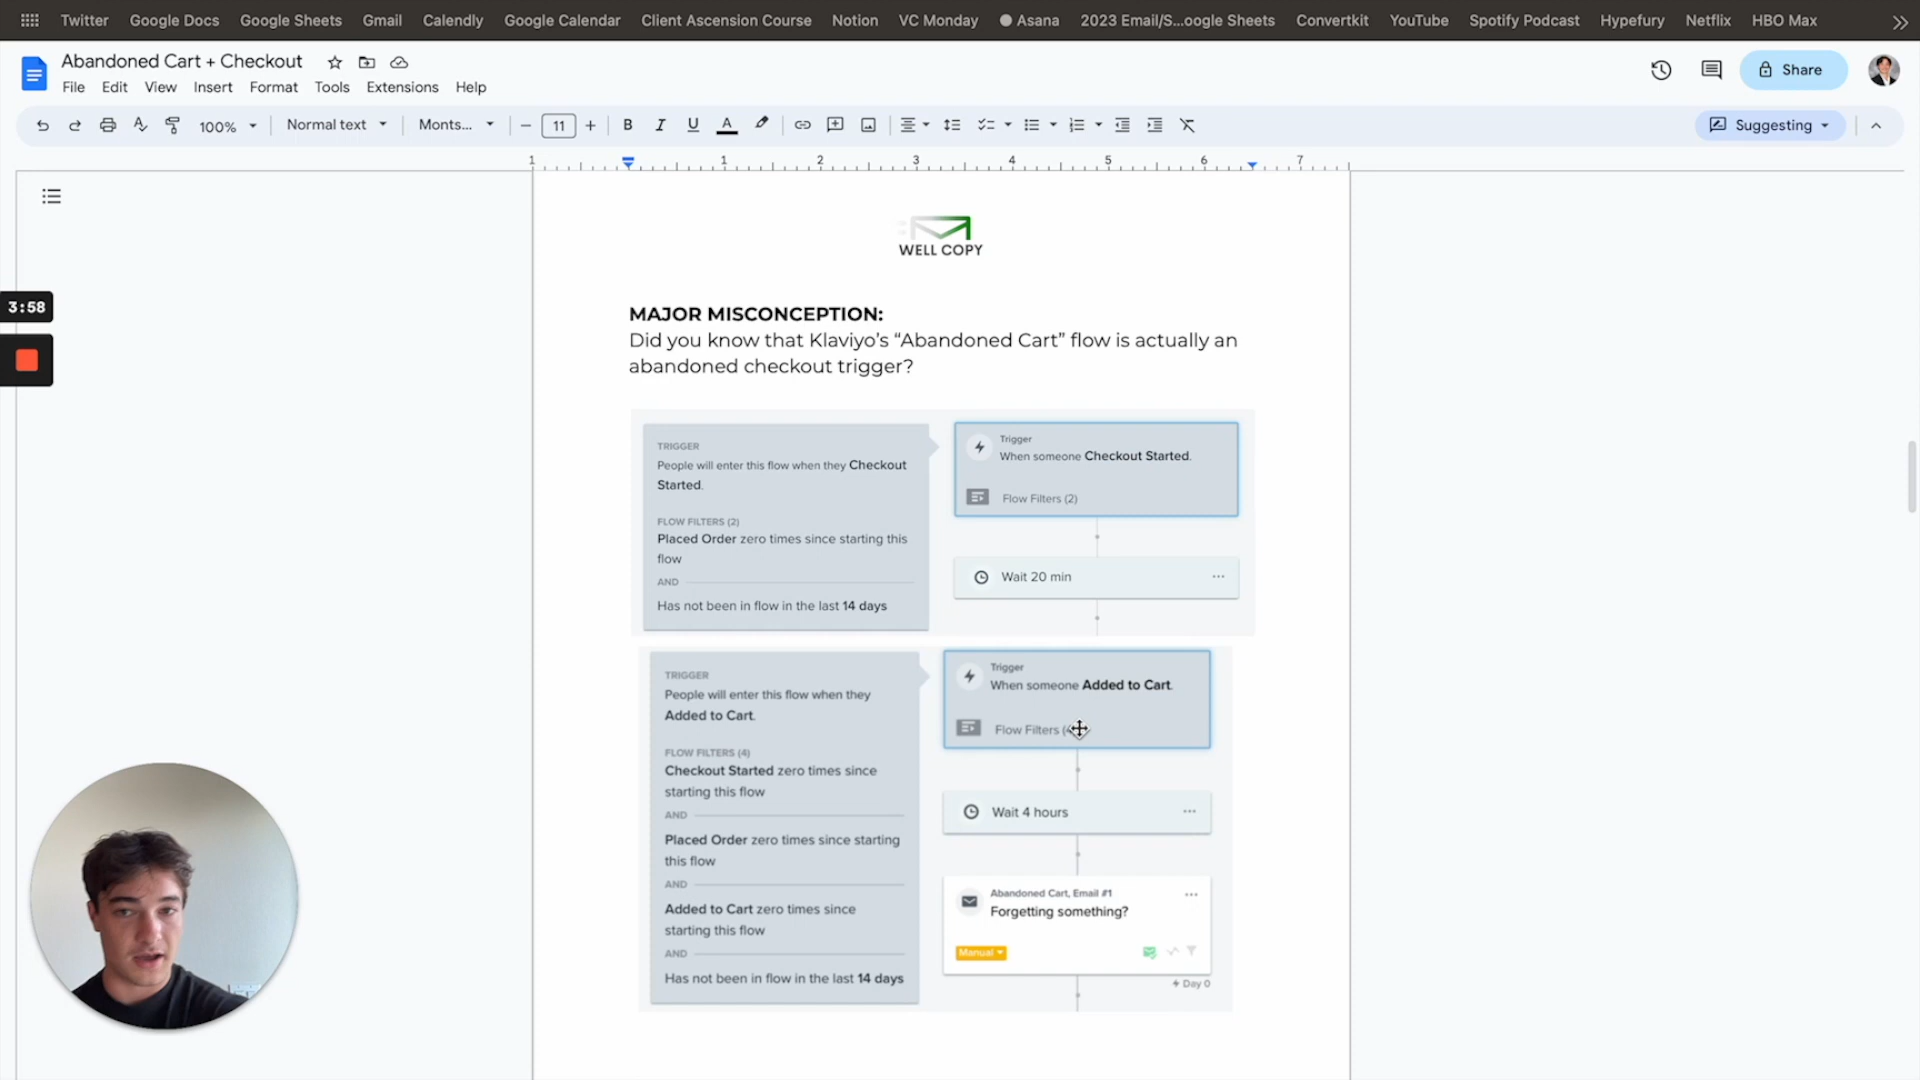 Twitter Google Docs Google Sheets Gmail Calendly Google Calendar Client Ascension Course Notion VC Monday Asana 2023 Email/S...oogle Sheets Convertkit YouTube Spotify Podcast Hypefury Netflix HBO Max
Abandoned Cart + Checkout
Share
File Edit View Insert Format Tools Extensions Help
100% Normal text Monts... 11 B I U A Suggesting
1 1 2 3 4 5 6 7
WELL COPY
3:58
MAJOR MISCONCEPTION:
Did you know that Klaviyo's “Abandoned Cart” flow is actually an
abandoned checkout trigger?
TRIGGER
People will enter this flow when they Checkout
Started.
FLOW FILTERS (2)
Placed Order zero times since starting this
flow
AND
Has not been in flow in the last 14 days
Trigger
When someone Checkout Started.
Flow Filters (2)
Wait 20 min
TRIGGER
People will enter this flow when they
Added to Cart.
FLOW FILTERS (4)
Checkout Started zero times since
starting this flow
AND
Placed Order zero times since starting
this flow
AND
Added to Cart zero times since
starting this flow
AND
Has not been in flow in the last 14 days
Trigger
When someone Added to Cart.
Flow Filters
Wait 4 hours
Abandoned Cart, Email #1
Forgetting something?
Manual
Day 0